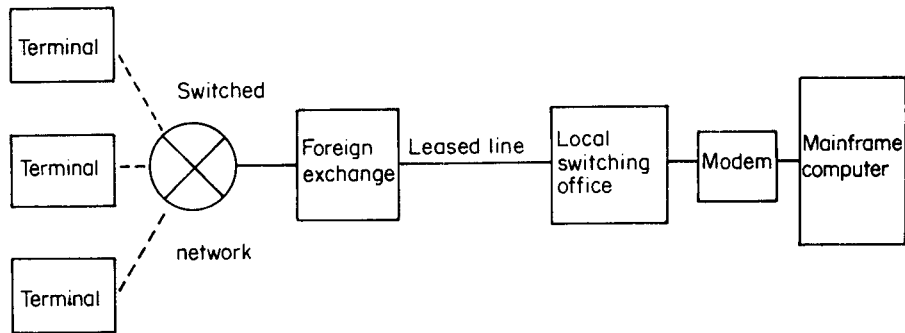 Terminal
Switched
Terminal
network
Terminal
Foreign
exchange
Leased line
Local
switching
office
Modem
Mainframe
computer